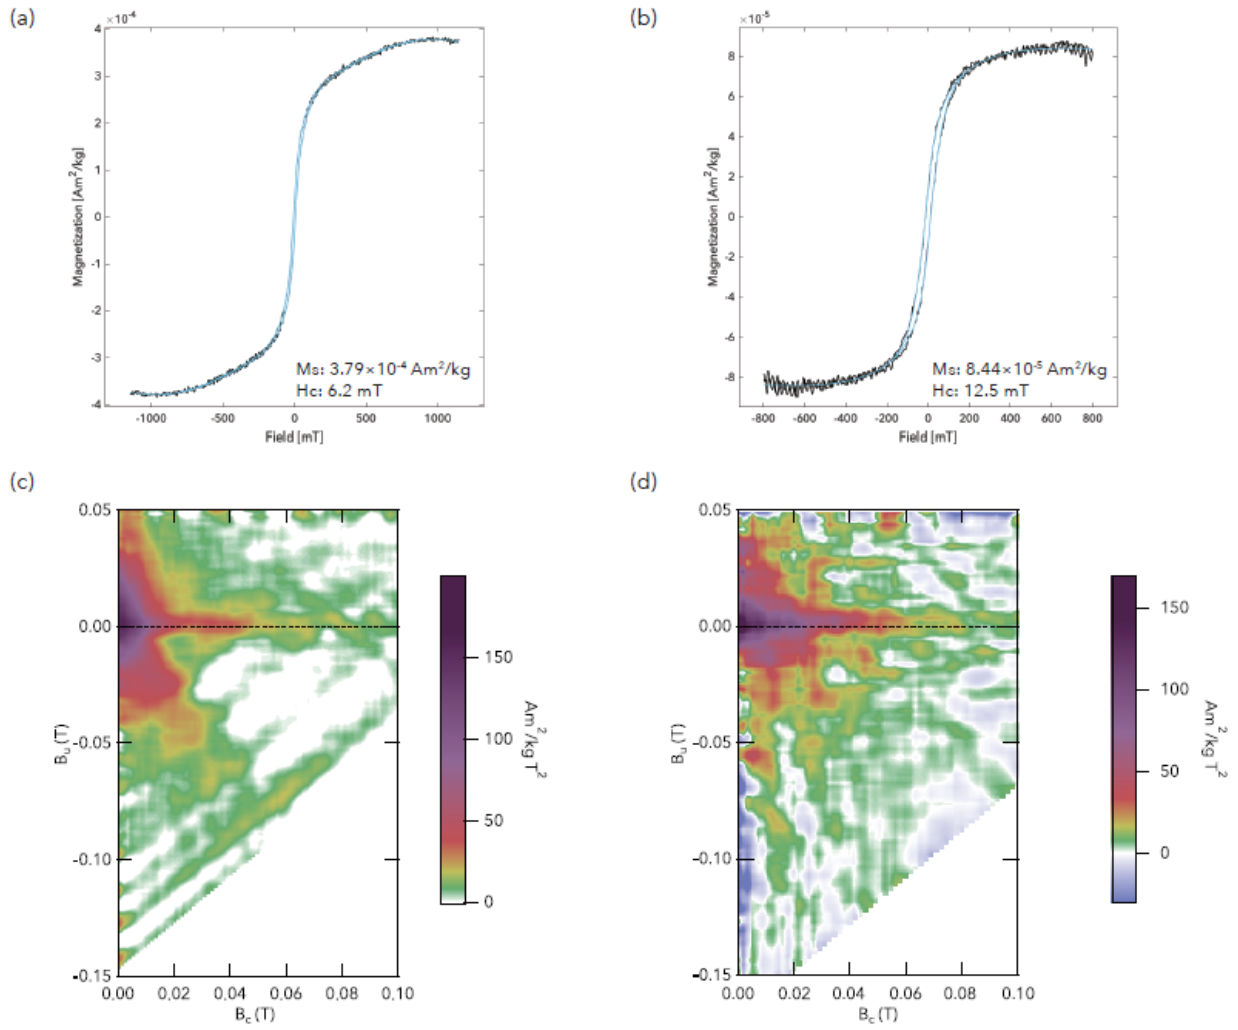 (a)
×10⁻⁴
4
3
2
1
0
-1
-2
-3
-4
Magnetization [Am²/kg]
Ms: 3.79×10⁻⁴ Am²/kg
Hc: 6.2 mT
-1000 -500 0 500 1000
Field [mT]
(b)
×10⁻⁵
8
6
4
2
0
-2
-4
-6
-8
Magnetization [Am²/kg]
Ms: 8.44×10⁻⁵ Am²/kg
Hc: 12.5 mT
-800 -600 -400 -200 0 200 400 600 800
Field [mT]
(c)
0.05
0.00
-0.05
-0.10
-0.15
Bᵤ (T)
0.00 0.02 0.04 0.06 0.08 0.10
B꜀ (T)
150
100
50
0
Am²/kg T²
(d)
0.05
0.00
-0.05
-0.10
-0.15
Bᵤ (T)
0.00 0.02 0.04 0.06 0.08 0.10
B꜀ (T)
150
100
50
0
Am²/kg T²